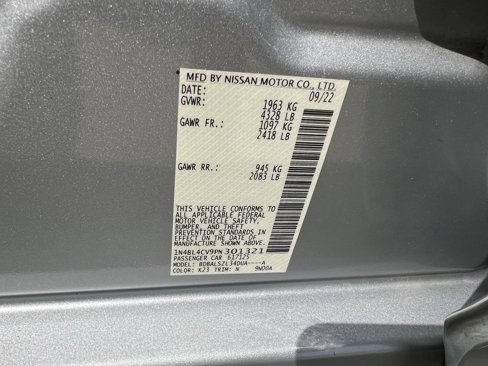 MFD BY NISSAN MOTOR CO., LTD
DATE: 09/22
GVWR: 1963 KG
4328 LB
GAWR FR.: 1097 KG
2418 LB
GAWR RR.: 945 KG
2083 LB
THIS VEHICLE CONFORMS TO
ALL APPLICABLE FEDERAL
MOTOR VEHICLE SAFETY,
BUMPER, AND THEFT
PREVENTION STANDARDS IN
EFFECT ON THE DATE OF
MANUFACTURE SHOWN ABOVE.
1N4BL4CV9PN301321
PASSENGER CAR 617125
MODEL: BDBALSZL34DUA----A
COLOR: K23 TRIM: N 9N00A